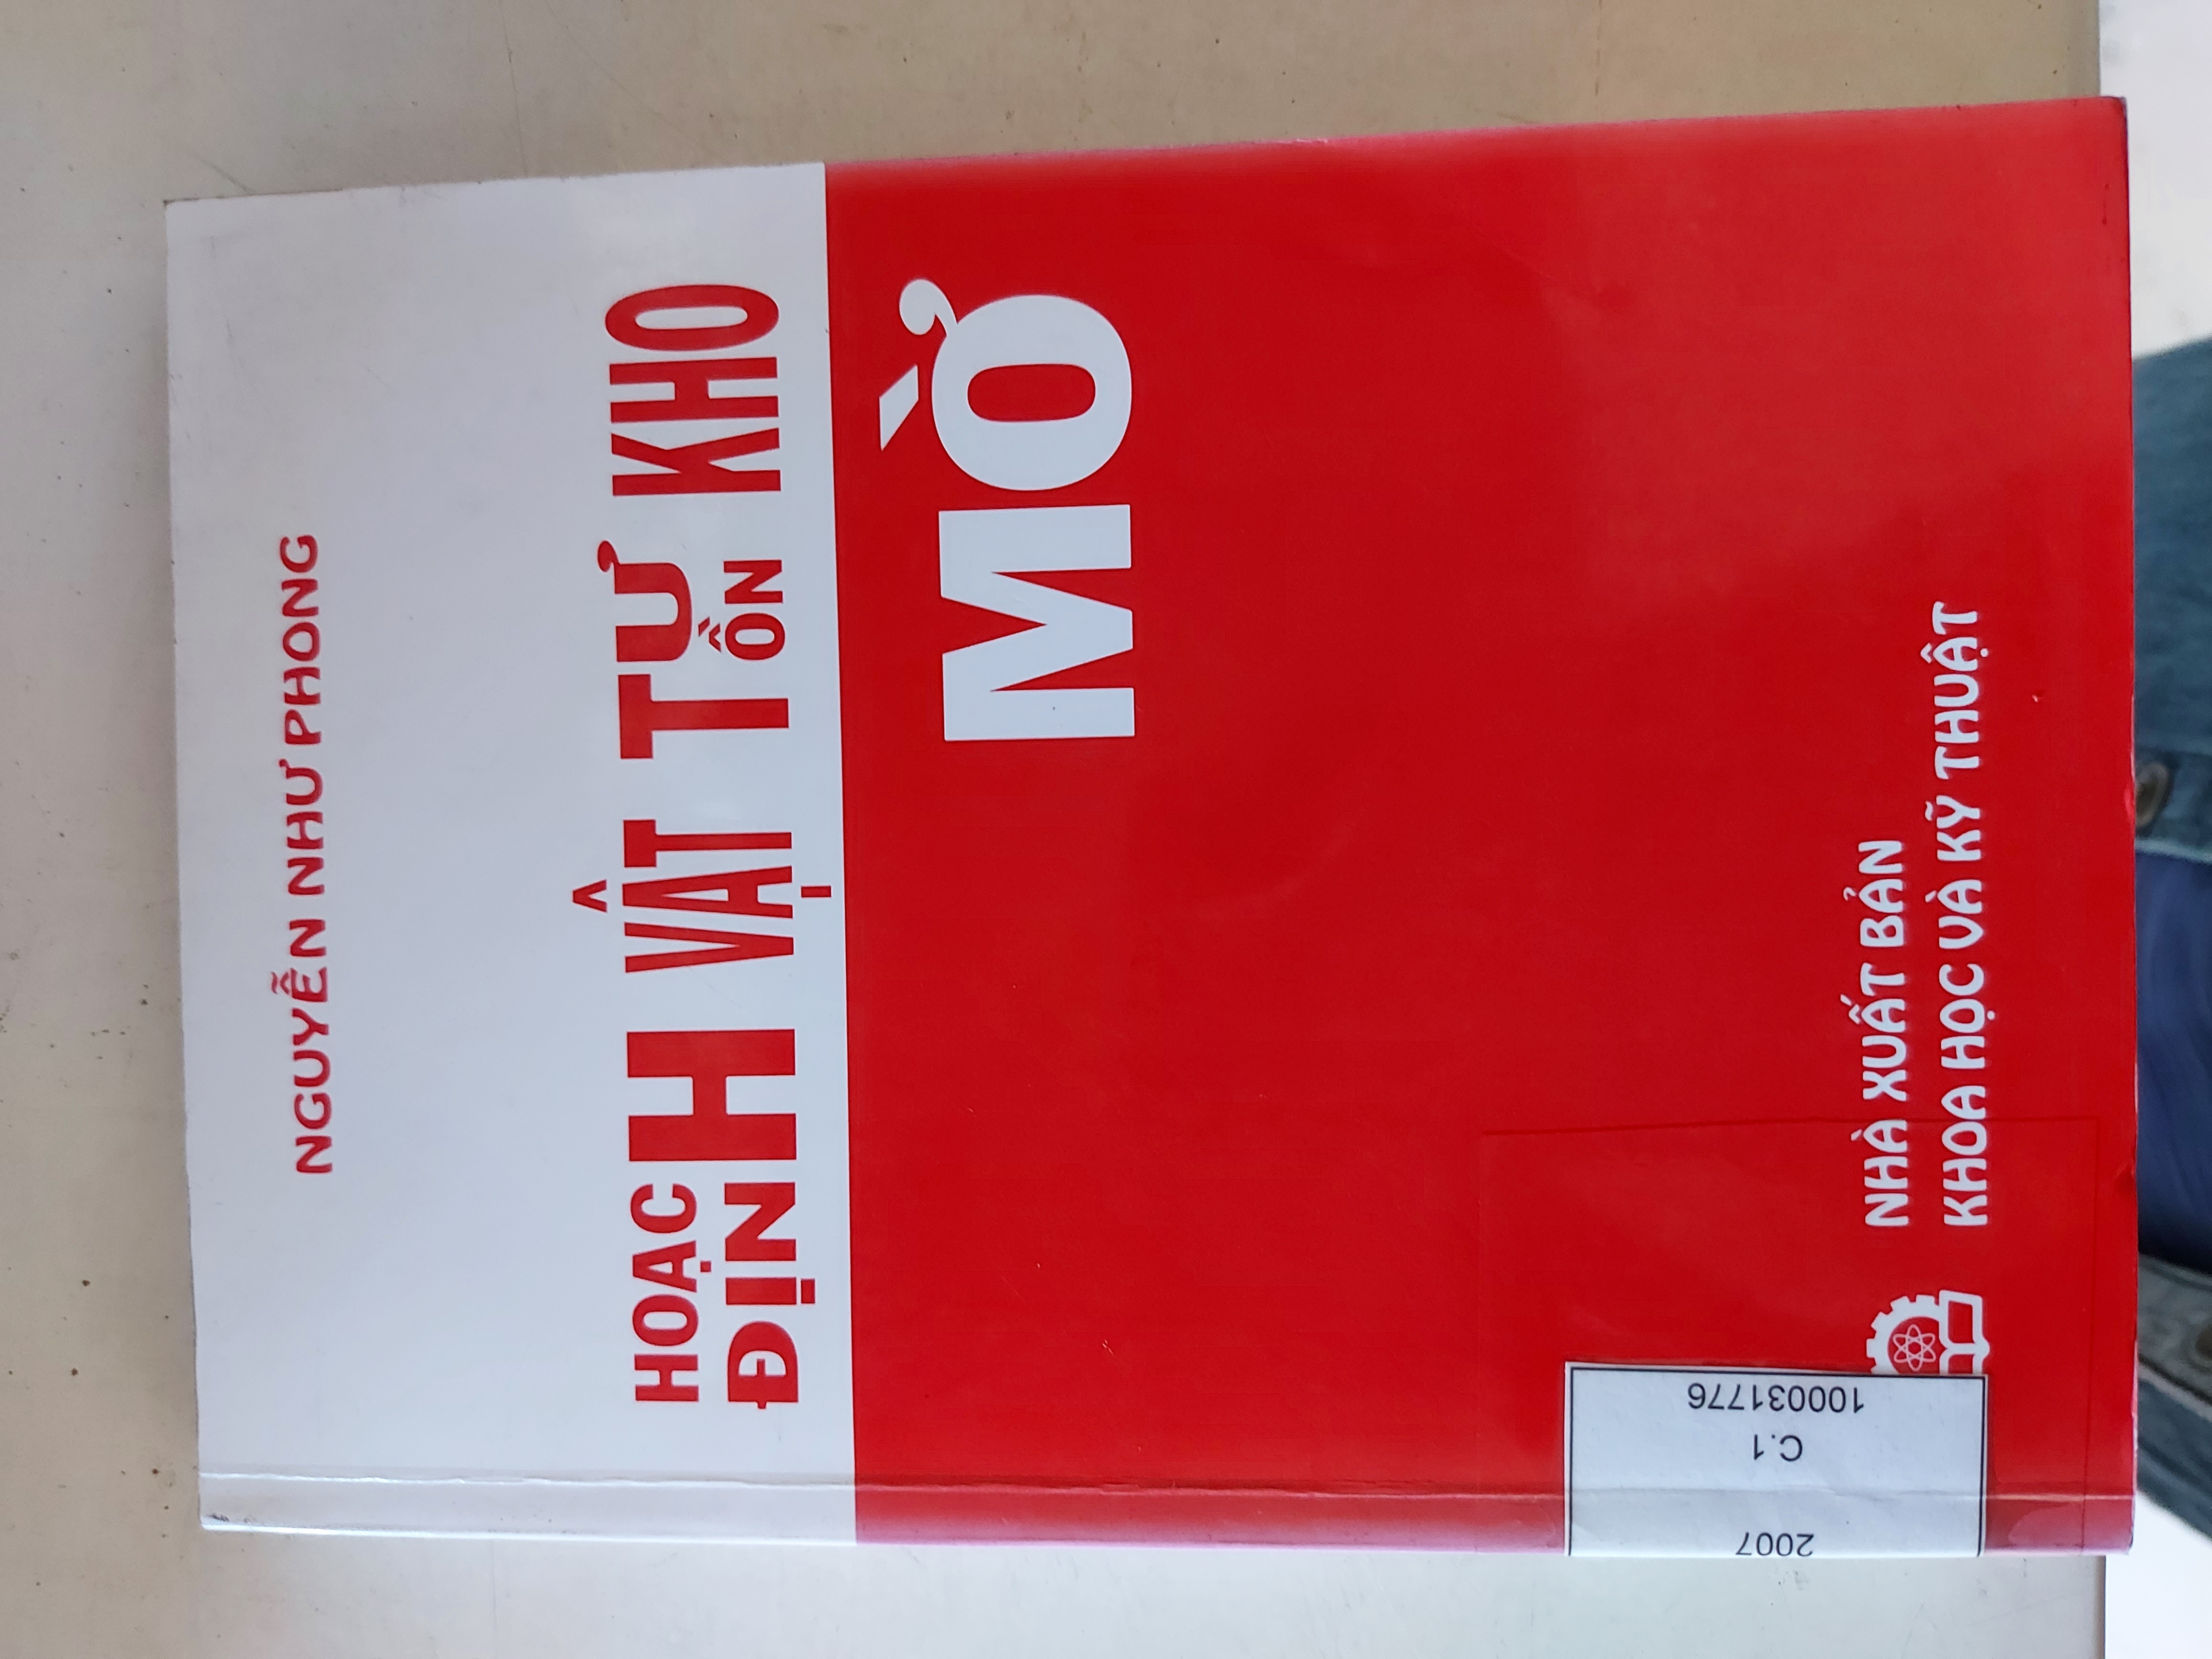 NGUYỄN NHƯ PHONG
HOẠCH VẬT TƯ KHO
ĐỊNH TỒN
MỜ
2007
C.1
100031776
NHÀ XUẤT BẢN
KHOA HỌC VÀ KỸ THUẬT